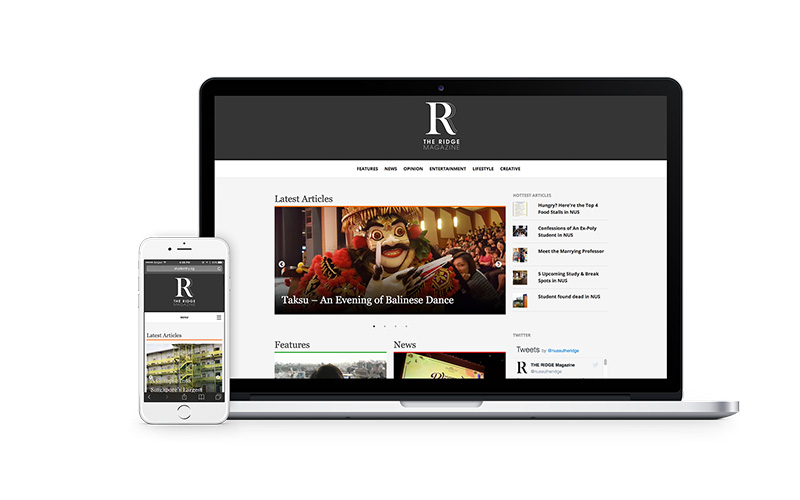 R
THE RIDGE
MAGAZINE
FEATURES NEWS OPINION ENTERTAINMENT LIFESTYLE CREATIVE
Latest Articles
Taksu – An Evening of Balinese Dance
Features
News
HOTTEST ARTICLES
Hungry? Here're the Top 4
Food Stalls in NUS
Confessions of An Ex-Poly
Student in NUS
Meet the Marrying Professor
5 Upcoming Study & Break
Spots in NUS
Student found dead in NUS
TWITTER
Tweets by @nusutheridge
R
THE RIDGE Magazine
@nusutheridge
R
THE RIDGE
MAGAZINE
MENU
Latest Articles
Singapore's Largest